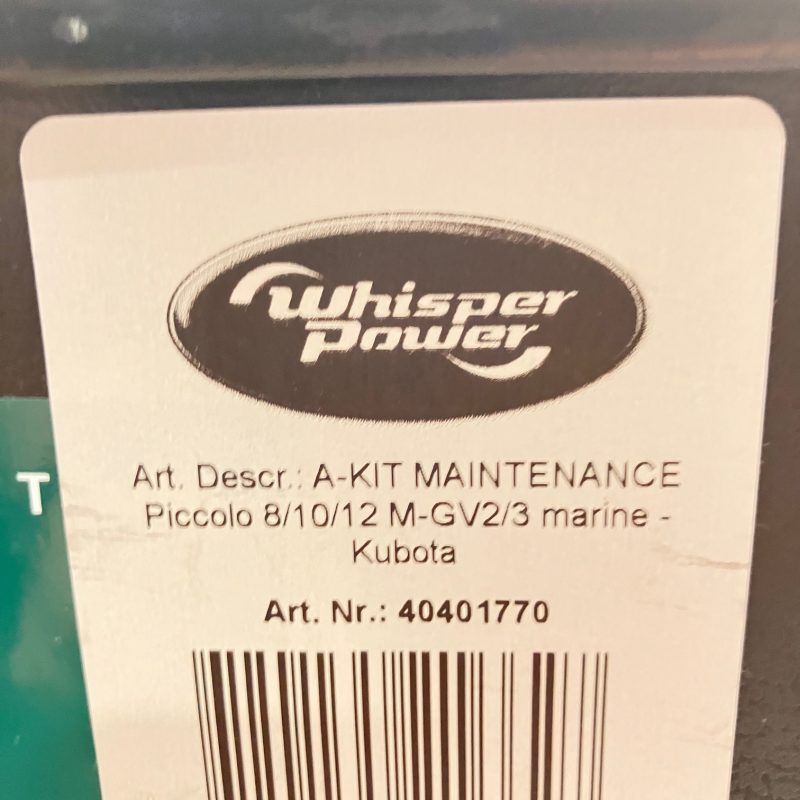 Whisper
Power
Art. Descr.: A-KIT MAINTENANCE
Piccolo 8/10/12 M-GV2/3 marine -
Kubota
Art. Nr.: 40401770
T